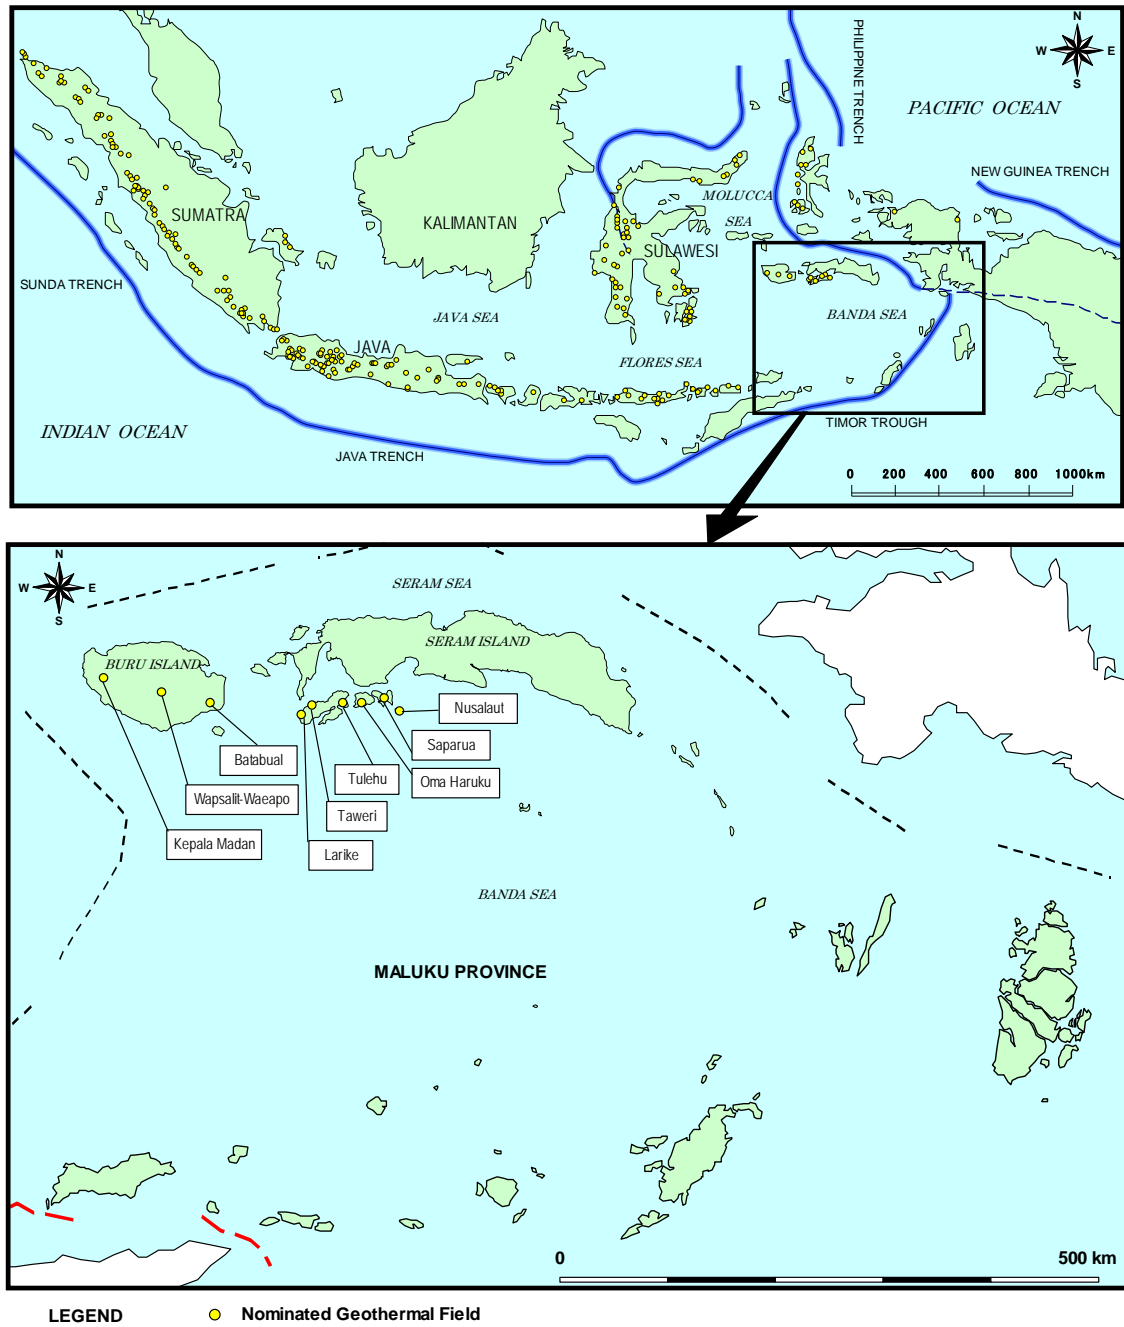 N
W E
S
PHILIPPINE TRENCH
PACIFIC OCEAN
NEW GUINEA TRENCH
MOLUCCA
SEA
SUMATRA
KALIMANTAN
SULAWESI
SUNDA TRENCH
JAVA SEA
BANDA SEA
JAVA
FLORES SEA
INDIAN OCEAN
TIMOR TROUGH
JAVA TRENCH
0 200 400 600 800 1000km
N
W E
S
SERAM SEA
SERAM ISLAND
BURU ISLAND
Nusalaut
Saparua
Batabual
Tulehu
Oma Haruku
Wapsalit-Waeapo
Taweri
Kepala Madan
Larike
BANDA SEA
MALUKU PROVINCE
0 500 km
LEGEND Nominated Geothermal Field